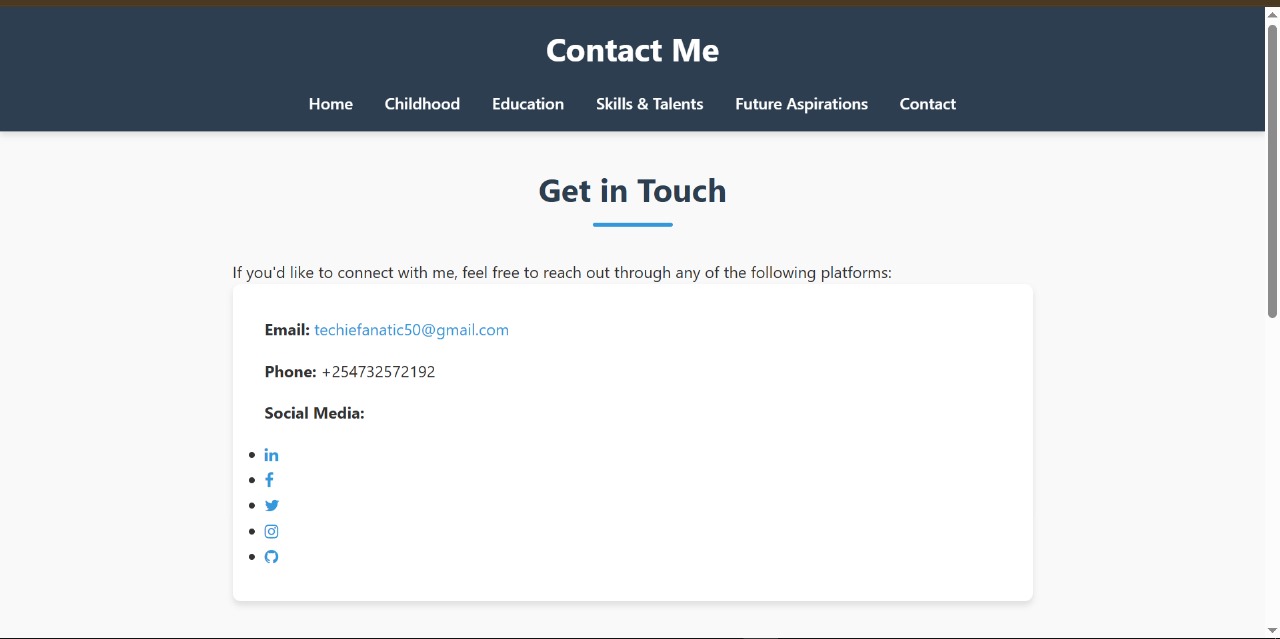 Contact Me
Home Childhood Education Skills & Talents Future Aspirations Contact
Get in Touch
If you'd like to connect with me, feel free to reach out through any of the following platforms:
Email: techiefanatic50@gmail.com
Phone: +254732572192
Social Media: